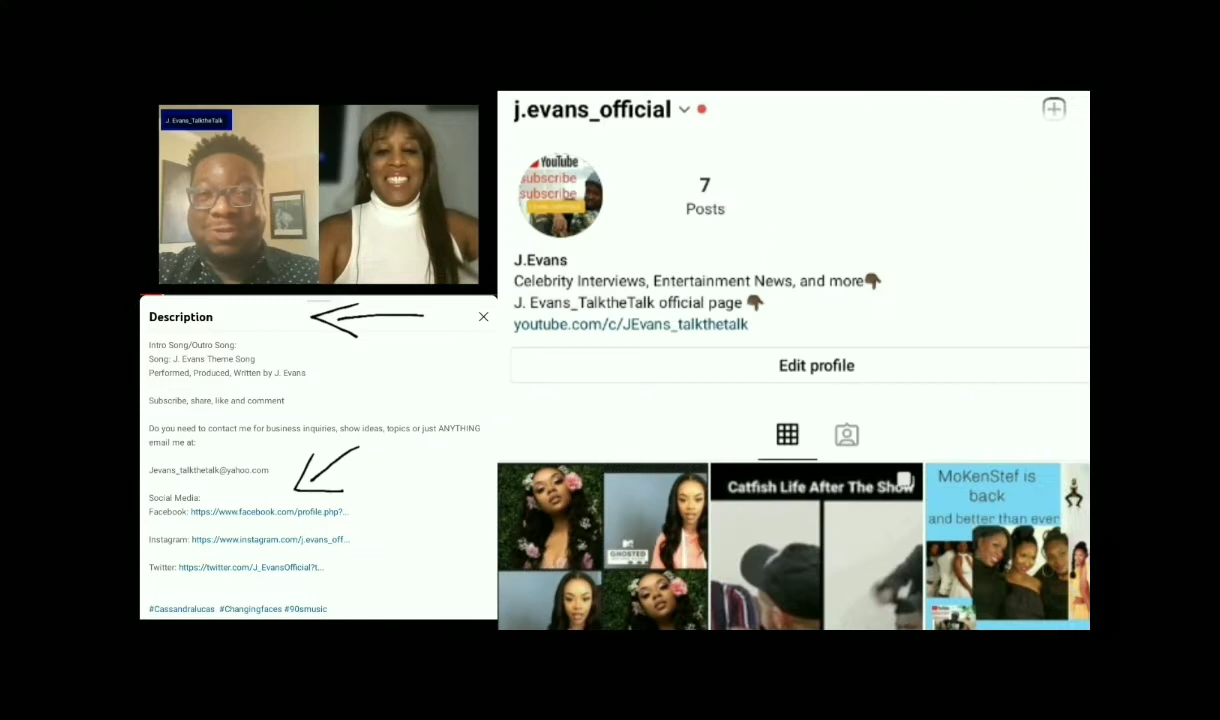 J. Evans_TalktheTalk
Description
Intro Song/Outro Song:
Song: J. Evans Theme Song
Performed, Produced, Written by J. Evans
Subscribe, share, like and comment
Do you need to contact me for business inquiries, show ideas, topics or just ANYTHING
email me at:
Jevans_talkthetalk@yahoo.com
Social Media:
Facebook: https://www.facebook.com/profile.php?...
Instagram: https://www.instagram.com/j.evans_off...
Twitter: https://twitter.com/J_EvansOfficial?t...
#Cassandralucas #Changingfaces #90smusic
j.evans_official
YouTube
subscribe
subscribe
7
Posts
J.Evans
Celebrity Interviews, Entertainment News, and more
J. Evans_TalktheTalk official page
youtube.com/c/JEvans_talkthetalk
Edit profile
GHOSTED
Catfish Life After The Show
MoKenStef is
back
and better than ever